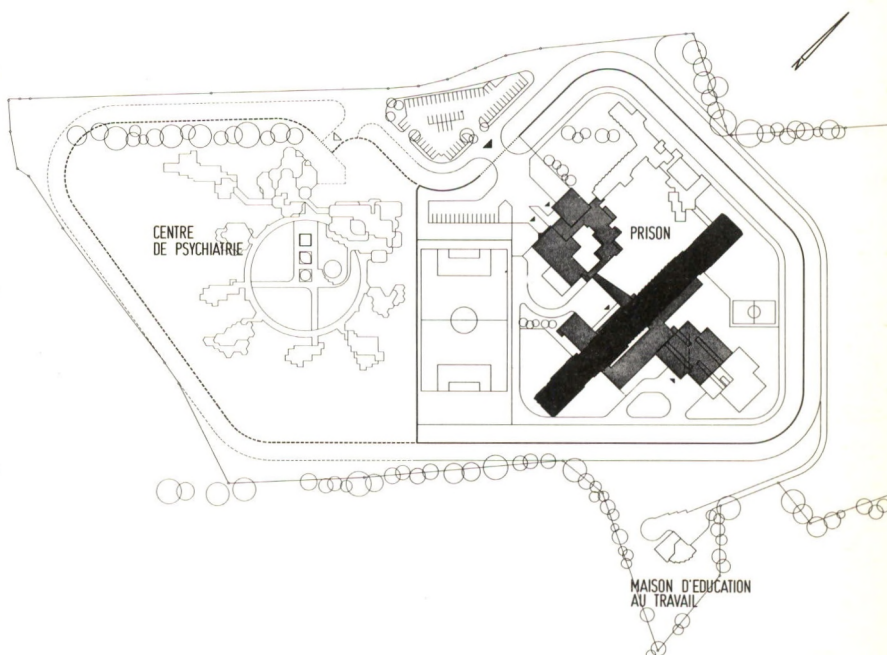 CENTRE
DE PSYCHIATRIE
PRISON
MAISON D'EDUCATION
AU TRAVAIL